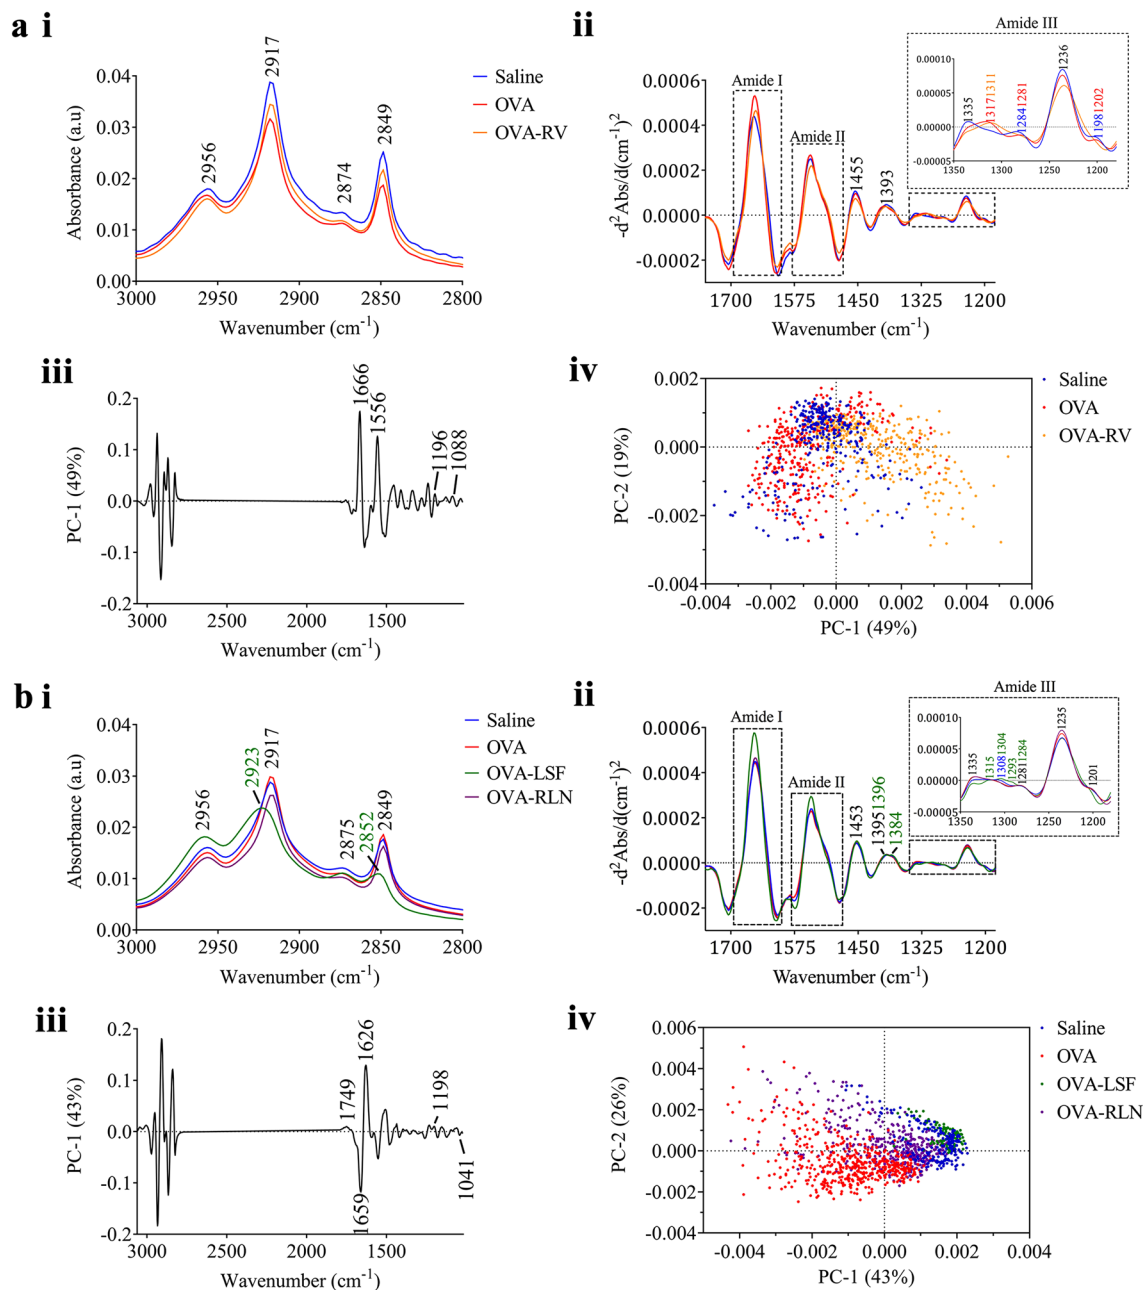 a i
2917
2849
2956
2874
Saline
OVA
OVA-RV
Absorbance (a.u)
0.04
0.03
0.02
0.01
0.00
3000 2950 2900 2850 2800
Wavenumber (cm-1)
ii
Amide III
Amide I
Amide II
1455
1393
-d2 Abs/d(cm-1)2
0.0006
0.0004
0.0002
0.0000
-0.0002
1700 1575 1450 1325 1200
Wavenumber (cm-1)
0.00010
0.00005
0.00000
-0.00005
1335
1317
1311
1284
1281
1236
1198
1202
1350 1300 1250 1200
iii
1666
1556
1196
1088
PC-1 (49%)
0.2
0.1
0.0
-0.1
-0.2
3000 2500 2000 1500
Wavenumber (cm-1)
iv
Saline
OVA
OVA-RV
PC-2 (19%)
0.002
0.000
-0.002
-0.004
-0.004 -0.002 0.000 0.002 0.004 0.006
PC-1 (49%)
b i
2956
2923
2917
2875
2852
2849
Saline
OVA
OVA-LSF
OVA-RLN
Absorbance (a.u)
0.04
0.03
0.02
0.01
0.00
3000 2950 2900 2850 2800
Wavenumber (cm-1)
ii
Amide III
Amide I
Amide II
1453
1395
1396
1384
-d2Abs/d(cm-1)2
0.0006
0.0004
0.0002
0.0000
-0.0002
1700 1575 1450 1325 1200
Wavenumber (cm-1)
0.00010
0.00005
0.00000
0.00005
1335
1315
1308
1304
1293
1281
1284
1235
1201
1350 1300 1250 1200
iii
1749
1626
1659
1198
1041
PC-1 (43%)
0.2
0.1
0.0
-0.1
-0.2
3000 2500 2000 1500
Wavenumber (cm-1)
iv
Saline
OVA
OVA-LSF
OVA-RLN
PC-2 (26%)
0.006
0.004
0.002
0.000
-0.002
-0.004
-0.004 -0.002 0.000 0.002 0.004
PC-1 (43%)